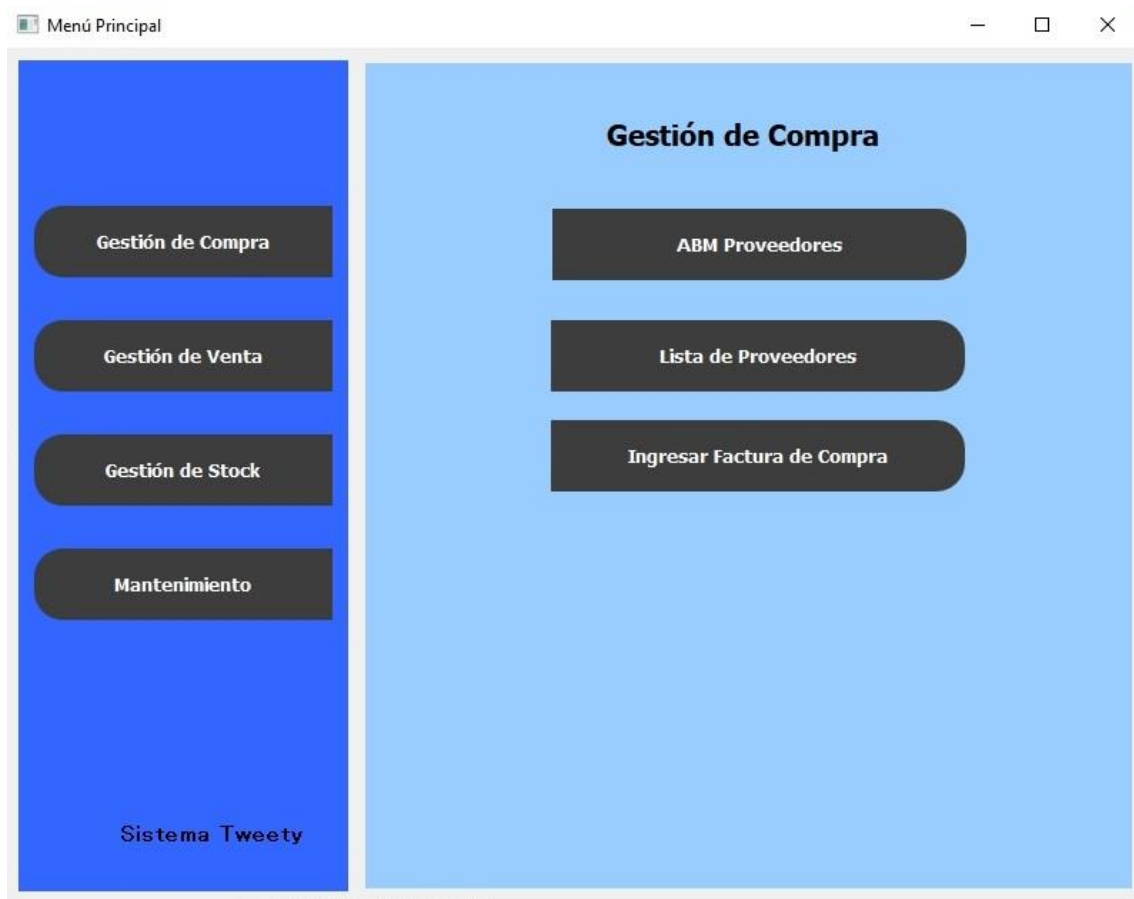 Menú Principal
Gestión de Compra
Gestión de Venta
Gestión de Stock
Mantenimiento
Sistema Tweety
Gestión de Compra
ABM Proveedores
Lista de Proveedores
Ingresar Factura de Compra